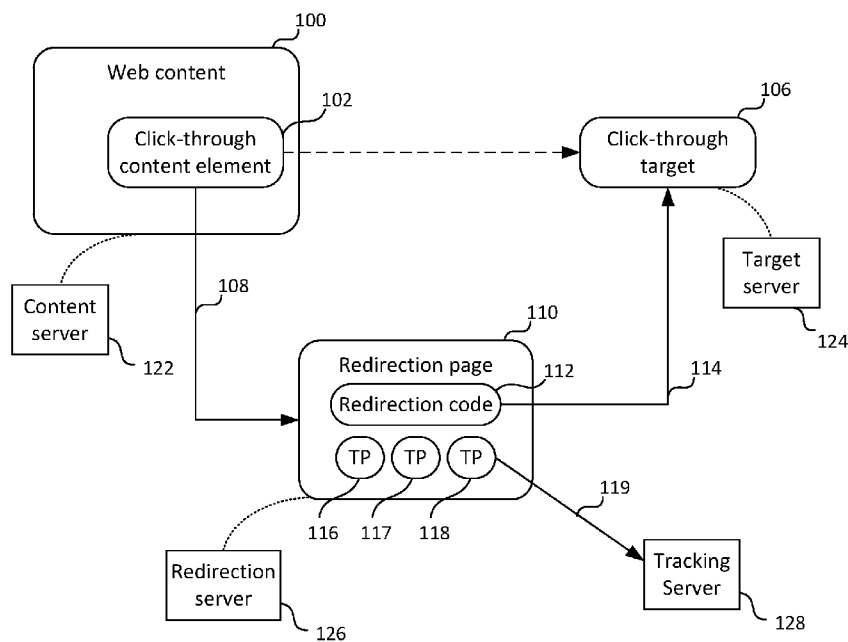 100
Web content
102
Click-through
content element
106
Click-through
target
108
Content
server
122
Target
server
124
110
Redirection page
112
Redirection code
114
TP TP TP
116 117 118
119
Redirection
server
126
Tracking
Server
128